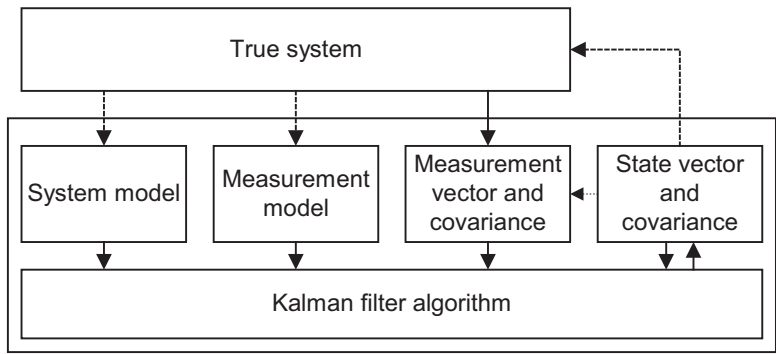 True system
System model
Measurement
model
Measurement
vector and
covariance
State vector
and
covariance
Kalman filter algorithm